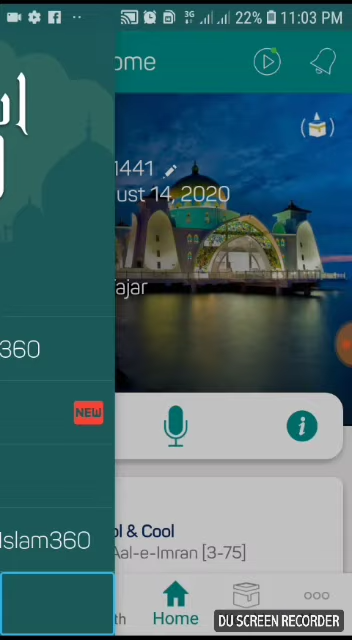 3G 22% 11:03 PM
ome
1441
ust 14, 2020
ajar
360
NEW
ol & Cool
Islam360
Aal-e-Imran [3-75]
Home
DU SCREEN RECORDER